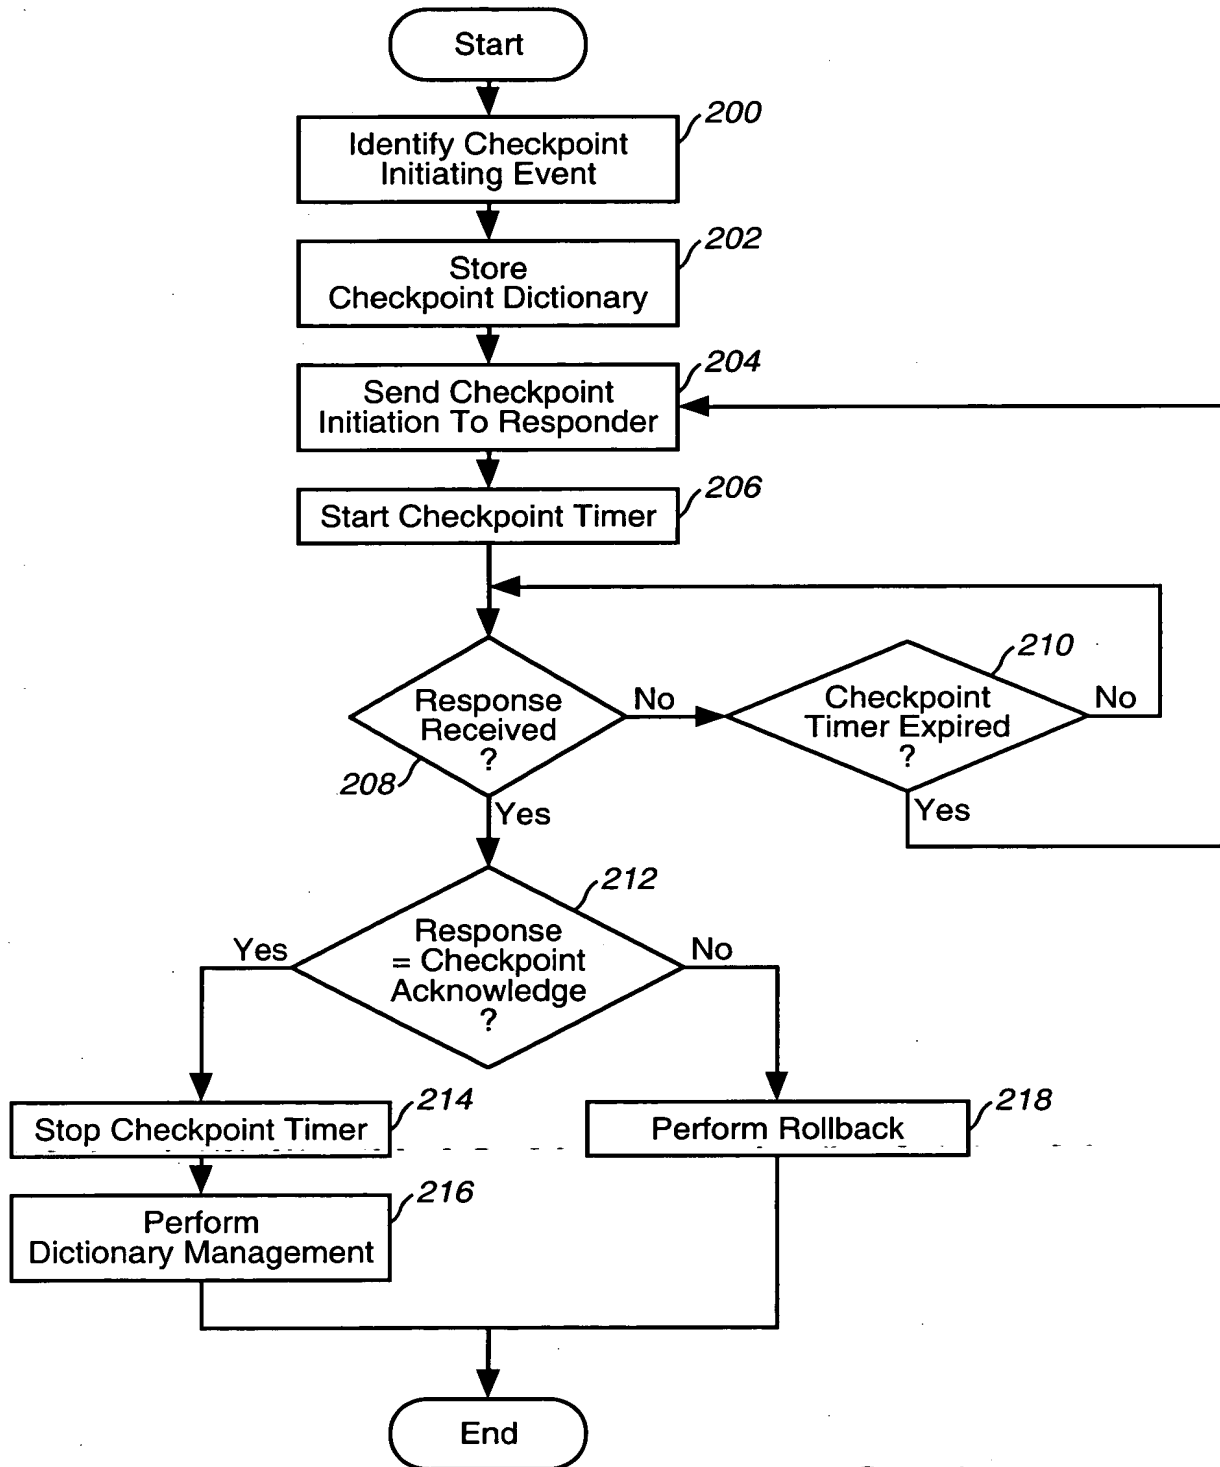 Start
200
Identify Checkpoint
Initiating Event
202
Store
Checkpoint Dictionary
204
Send Checkpoint
Initiation To Responder
206
Start Checkpoint Timer
210
Response
Received
?
No
Checkpoint
Timer Expired
?
No
208
Yes
Yes
212
Response
= Checkpoint
Acknowledge
?
Yes
No
214
Stop Checkpoint Timer
218
Perform Rollback
216
Perform
Dictionary Management
End